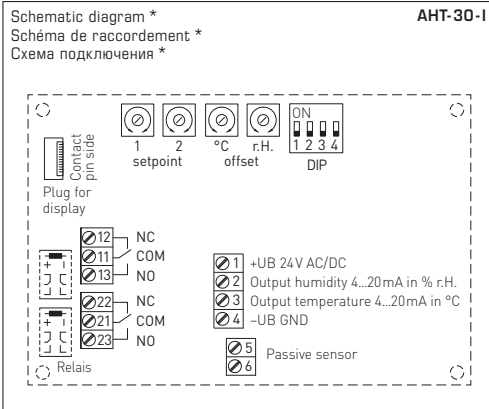 Schematic diagram *
AHT-30-I
Schéma de raccordement *
Схема подключения *
ON
1 2 °C r.H.
1 2 3 4
setpoint offset
DIP
Contact
pin side
Plug for
display
12 NC
11 COM
13 NO
22 NC
21 COM
23 NO
+ -
+ -
Relais
1 +UB 24V AC/DC
2 Output humidity 4...20mA in % r.H.
3 Output temperature 4...20mA in °C
4 –UB GND
5
Passive sensor
6